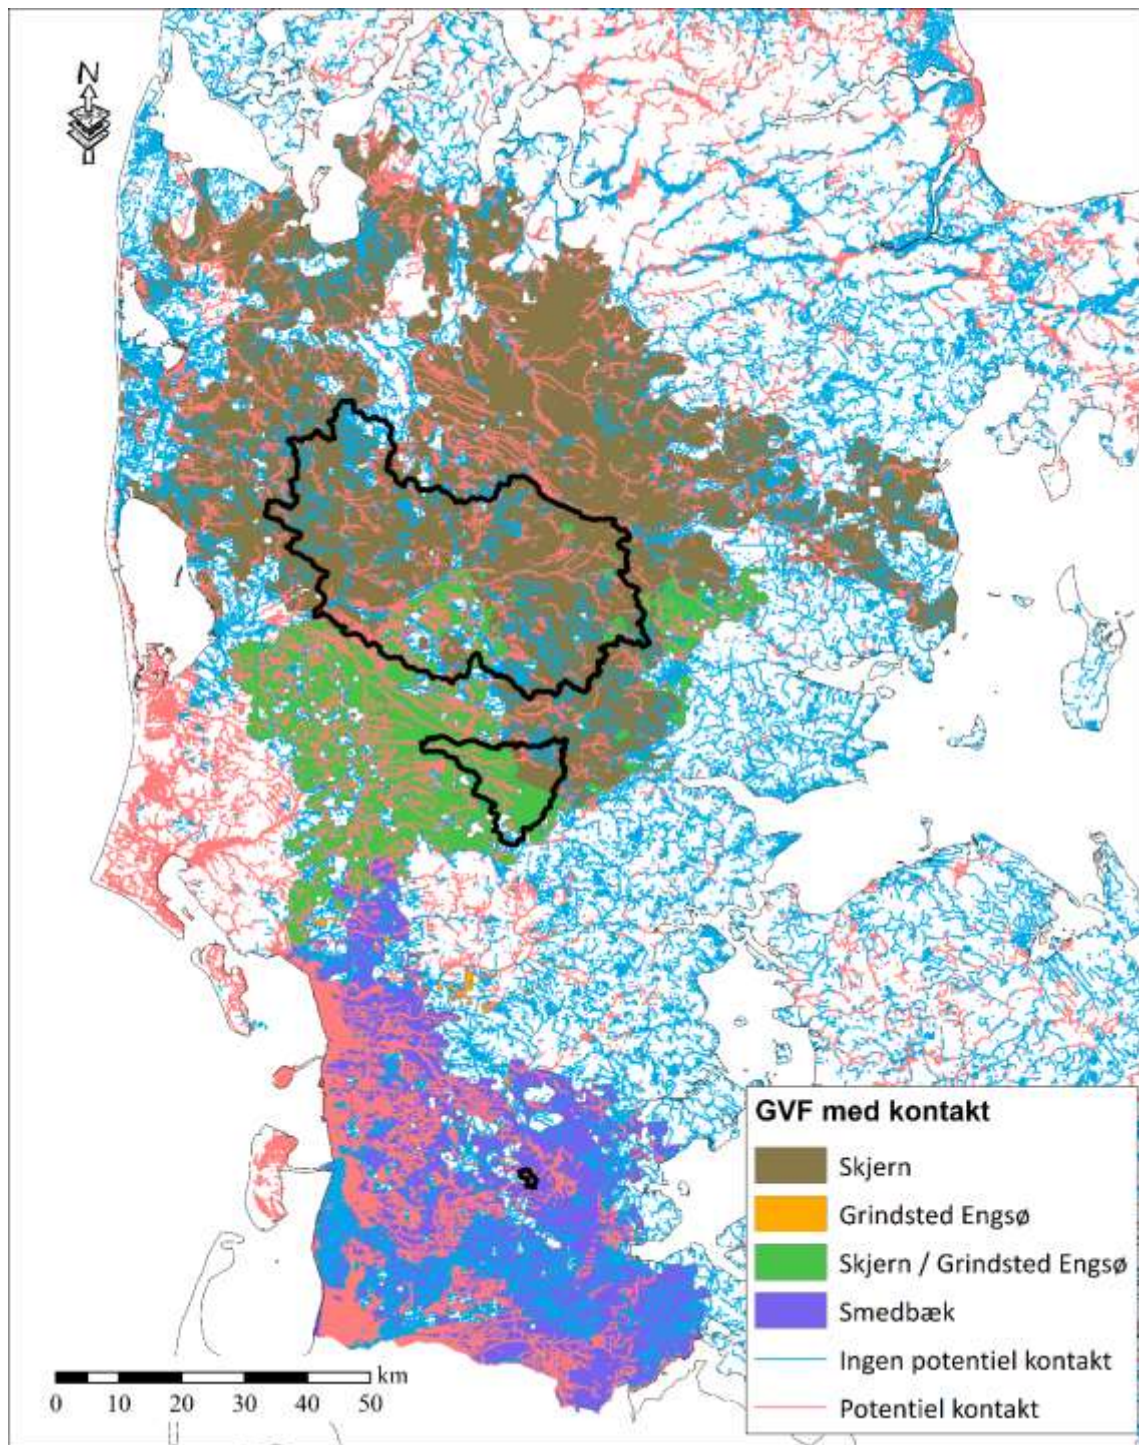 N
GVF med kontakt
Skjern
Grindsted Engsø
Skjern / Grindsted Engsø
Smedbæk
Ingen potentiel kontakt
Potentiel kontakt
km
0 10 20 30 40 50